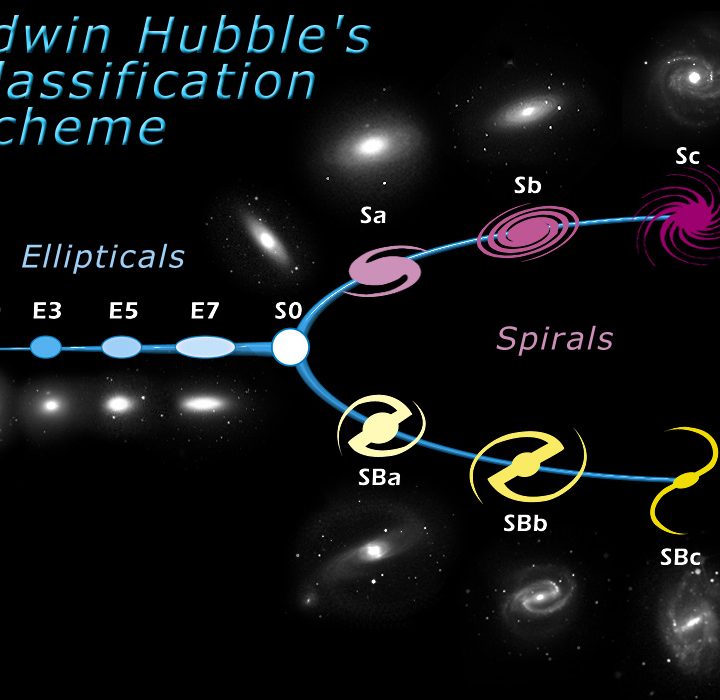 dwin Hubble's
lassification
cheme
Sc
Sb
Sa
Ellipticals
E3 E5 E7 S0
Spirals
SBa
SBb
SBc